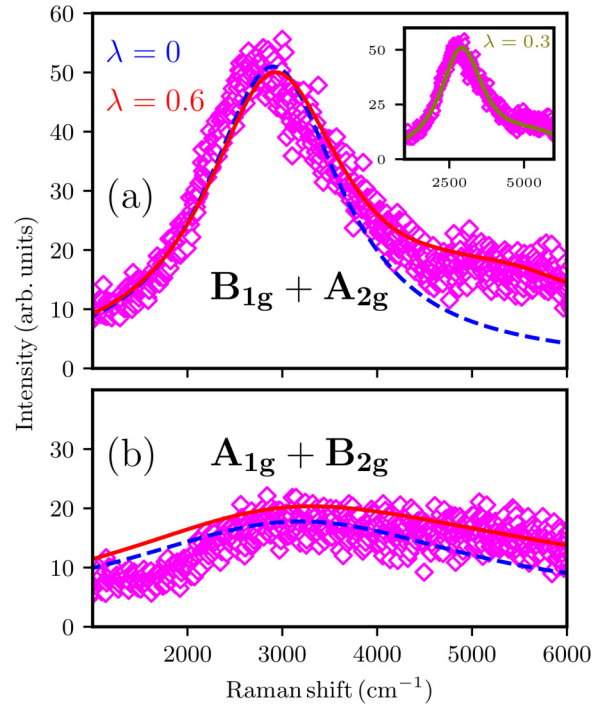 60
50
40
30
20
10
0
λ = 0
λ = 0.6
(a)
B1g + A2g
50
25
0
2500
5000
λ = 0.3
Intensity (arb. units)
30
20
10
0
(b)
A1g + B2g
2000
3000
4000
5000
6000
Raman shift (cm⁻¹)